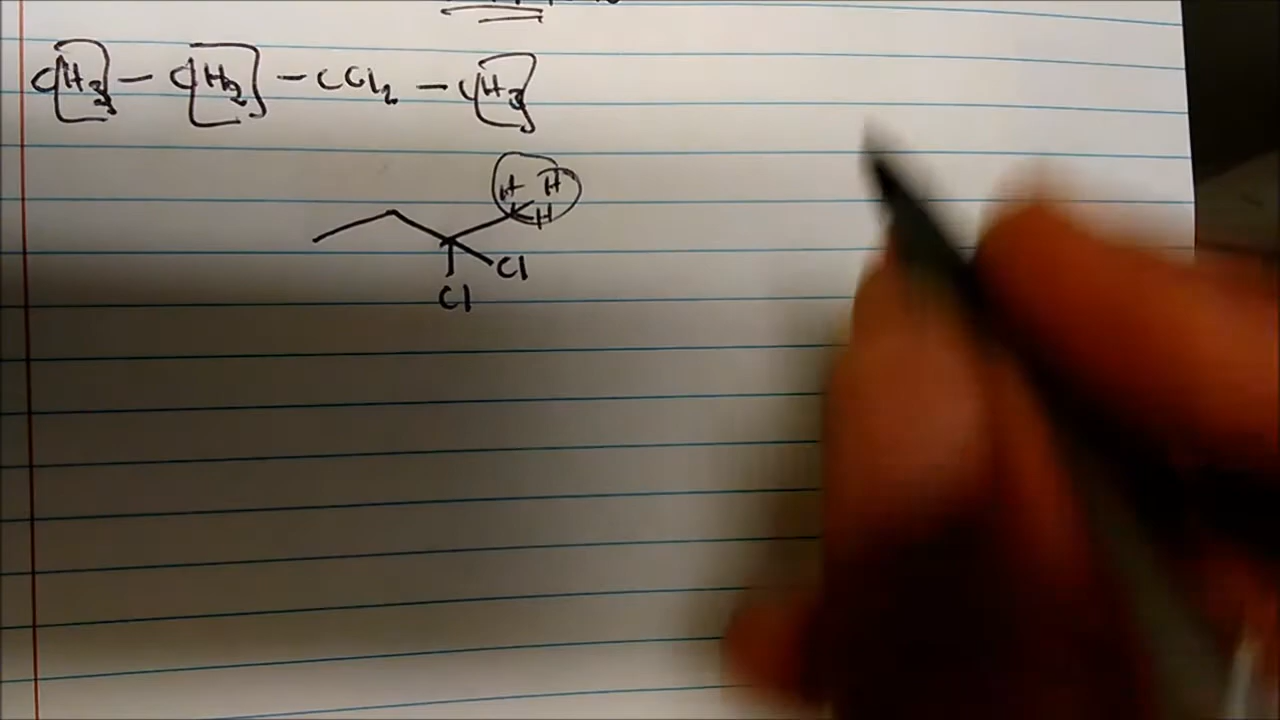 CH3 - CH2 - CCl2 - CH3
H H
H
Cl
Cl